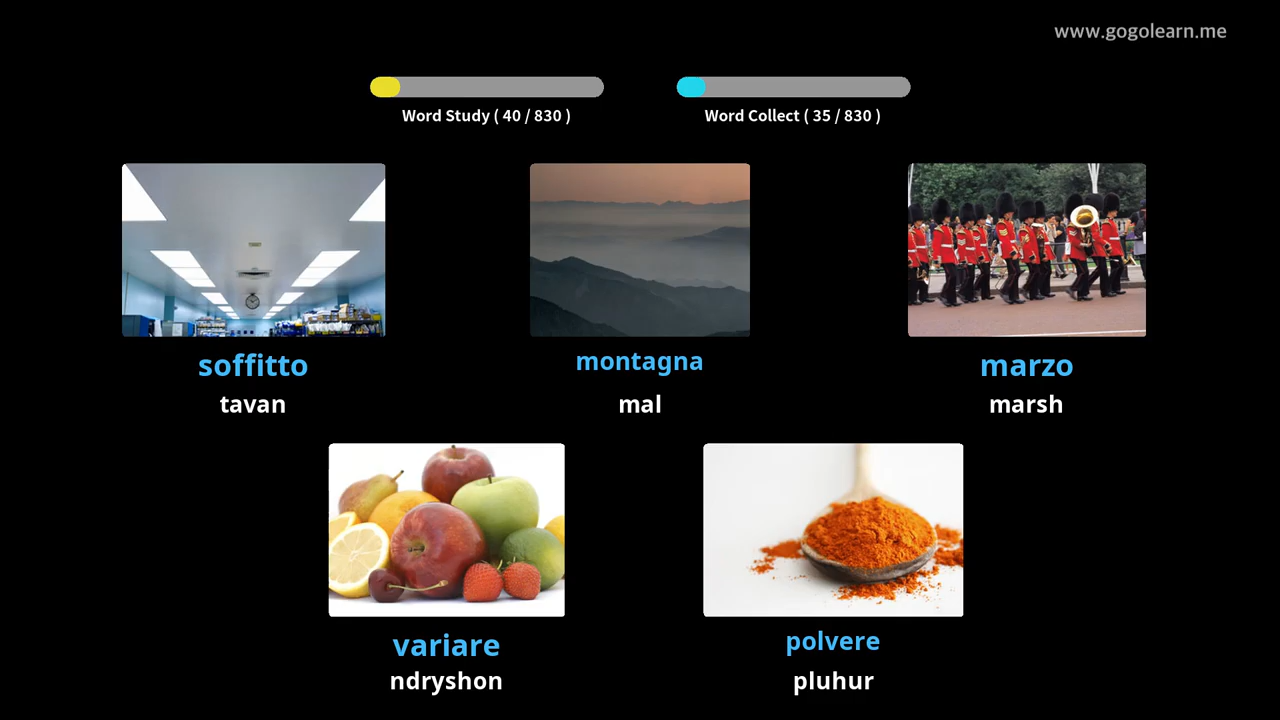 www.gogolearn.me
Word Study ( 40 / 830 )
Word Collect ( 35 / 830 )
soffitto
tavan
montagna
mal
marzo
marsh
variare
ndryshon
polvere
pluhur